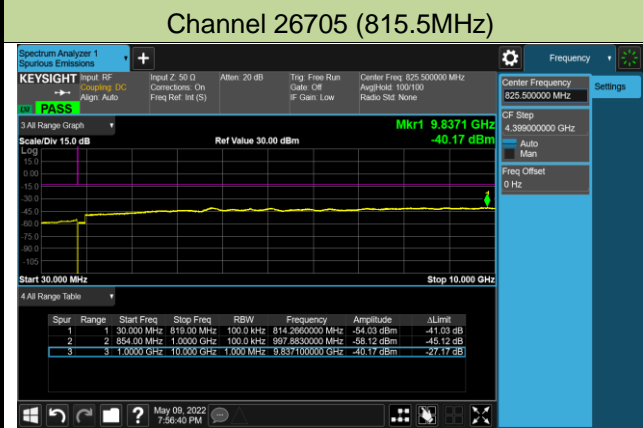 Channel 26705 (815.5MHz)
Spectrum Analyzer 1
Spurious Emissions
Frequency
KEYSIGHT
Input: RF
Coupling: DC
Align: Auto
Input Z: 50 Ω
Corrections: On
Freq Ref: Int (S)
Atten: 20 dB
Trig: Free Run
Gate: Off
IF Gain: Low
Center Freq: 825.500000 MHz
Avg|Hold: 100/100
Radio Std: None
PASS
Center Frequency
825.500000 MHz
Settings
CF Step
4.399000000 GHz
Auto
Man
Freq Offset
0 Hz
3 All Range Graph
Mkr1 9.8371 GHz
Scale/Div 15.0 dB
Ref Value 30.00 dBm
-40.17 dBm
Log
15.0
0.00
-15.0
-30.0
-45.0
-60.0
-75.0
-90.0
-105
1
Start 30.000 MHz
Stop 10.000 GHz
4 All Range Table
Spur Range Start Freq Stop Freq RBW Frequency Amplitude ΔLimit
1 1 30.000 MHz 819.00 MHz 100.0 kHz 814.2660000 MHz -54.03 dBm -41.03 dB
2 2 854.00 MHz 1.0000 GHz 100.0 kHz 997.8830000 MHz -58.12 dBm -45.12 dB
3 3 1.0000 GHz 10.000 GHz 1.000 MHz 9.837100000 GHz -40.17 dBm -27.17 dB
May 09, 2022
7:56:40 PM